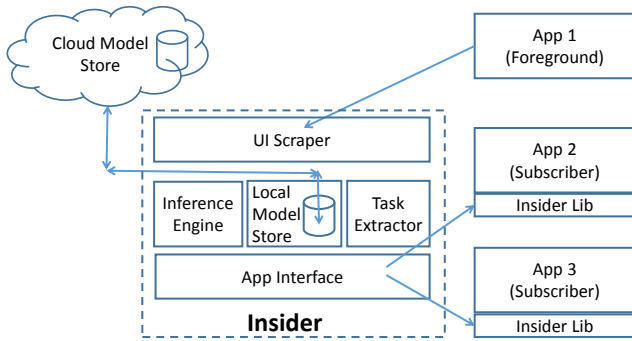 Cloud Model
Store
App 1
(Foreground)
UI Scraper
App 2
(Subscriber)
Insider Lib
Inference
Engine
Local
Model
Store
Task
Extractor
App Interface
App 3
(Subscriber)
Insider Lib
Insider